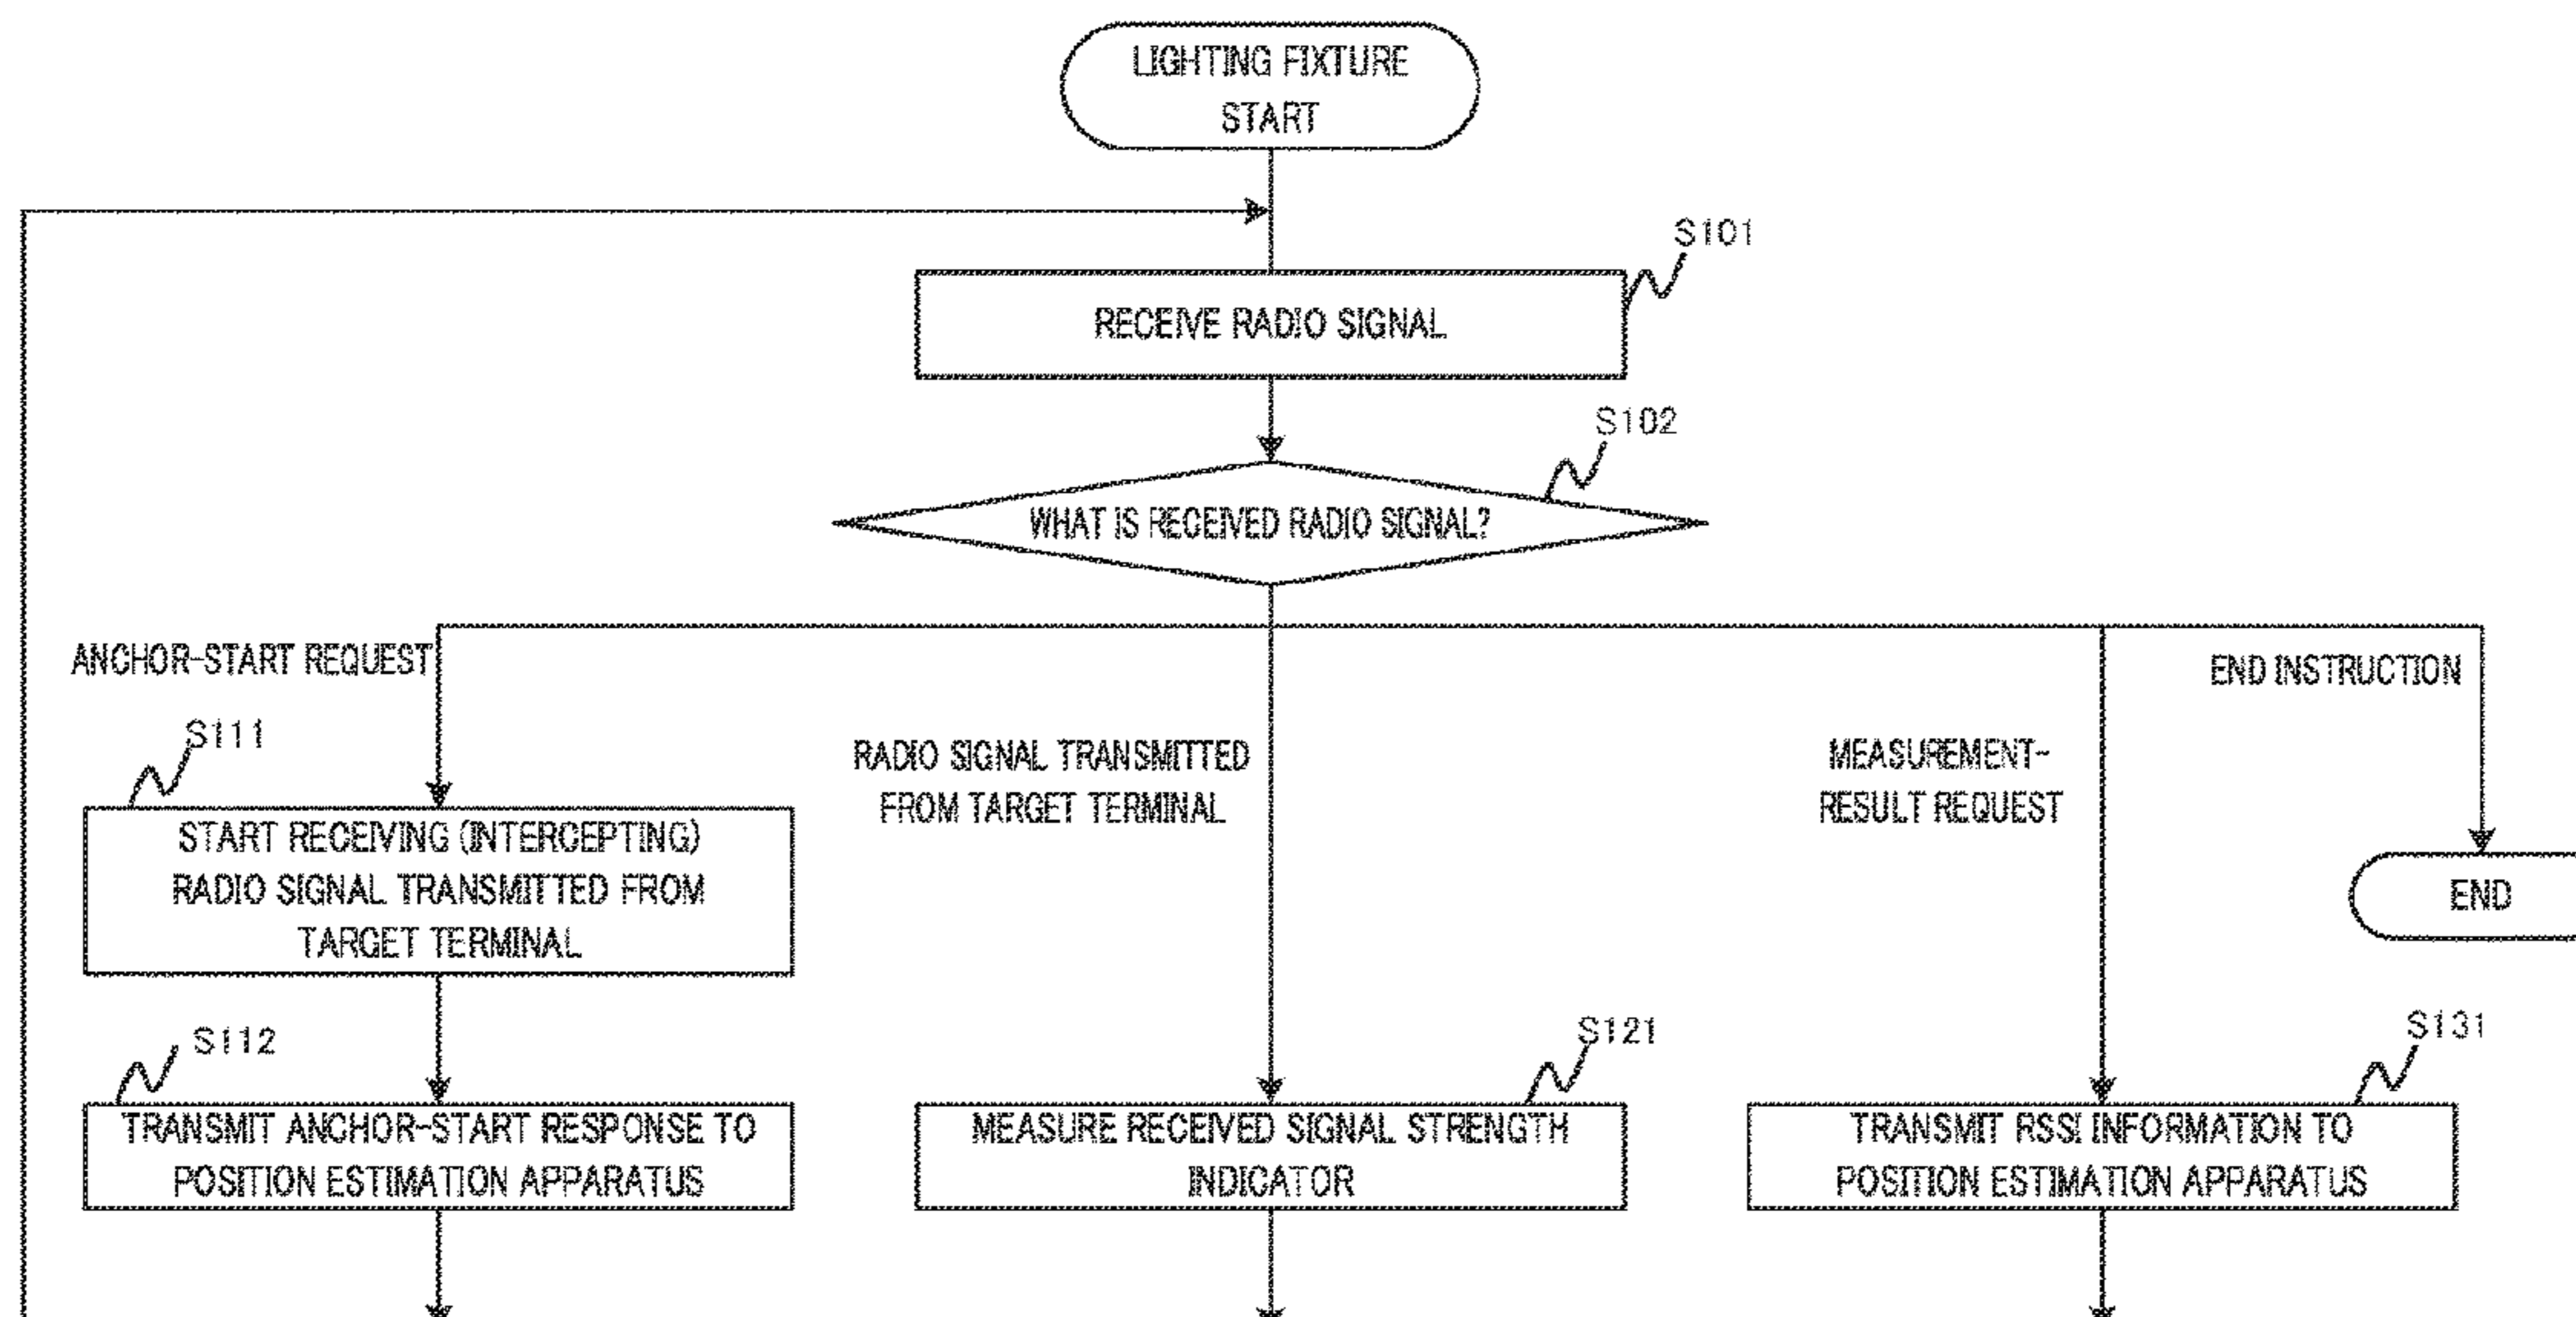 LIGHTING FIXTURE
START
S101
RECEIVE RADIO SIGNAL
S102
WHAT IS RECEIVED RADIO SIGNAL?
ANCHOR-START REQUEST
END INSTRUCTION
S111
RADIO SIGNAL TRANSMITTED
FROM TARGET TERMINAL
MEASUREMENT-
RESULT REQUEST
START RECEIVING (INTERCEPTING)
RADIO SIGNAL TRANSMITTED FROM
TARGET TERMINAL
END
S112
S121
S131
TRANSMIT ANCHOR-START RESPONSE TO
POSITION ESTIMATION APPARATUS
MEASURE RECEIVED SIGNAL STRENGTH
INDICATOR
TRANSMIT RSSI INFORMATION TO
POSITION ESTIMATION APPARATUS